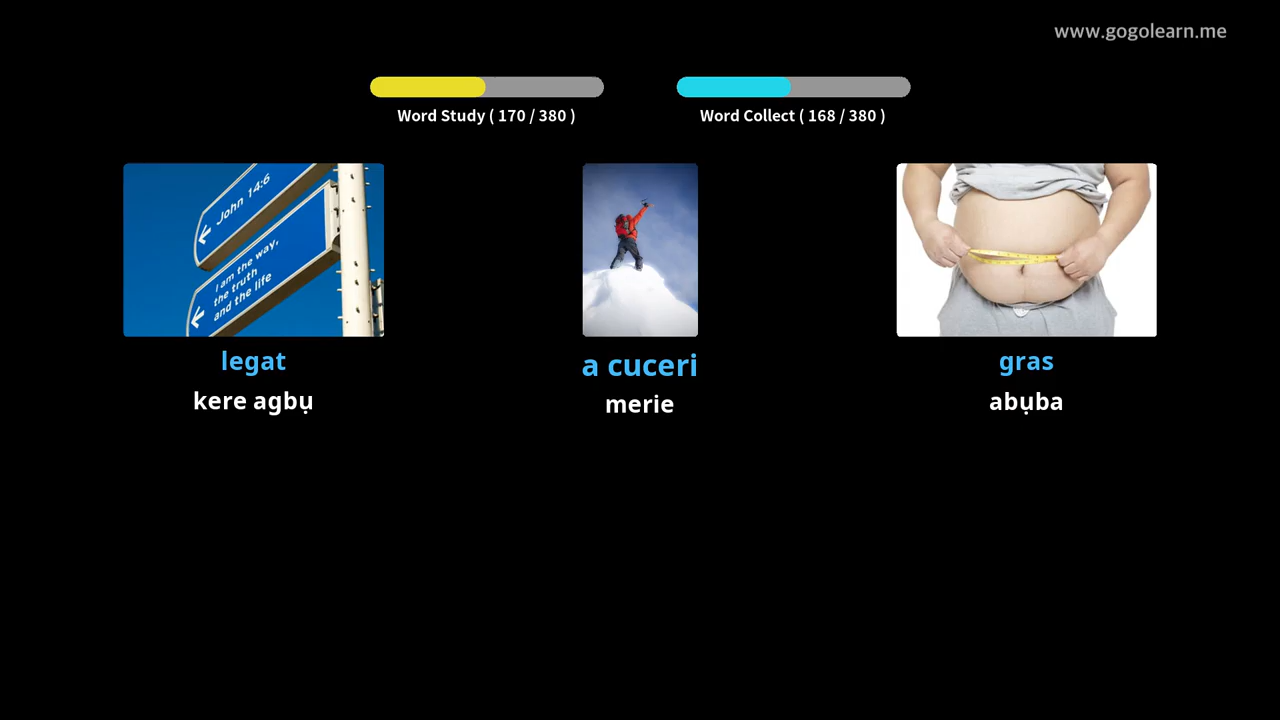 www.gogolearn.me
Word Study ( 170 / 380 )
Word Collect ( 168 / 380 )
John 14:6
I am the way,
the truth
and the life
legat
a cuceri
gras
kere agbụ
merie
abụba